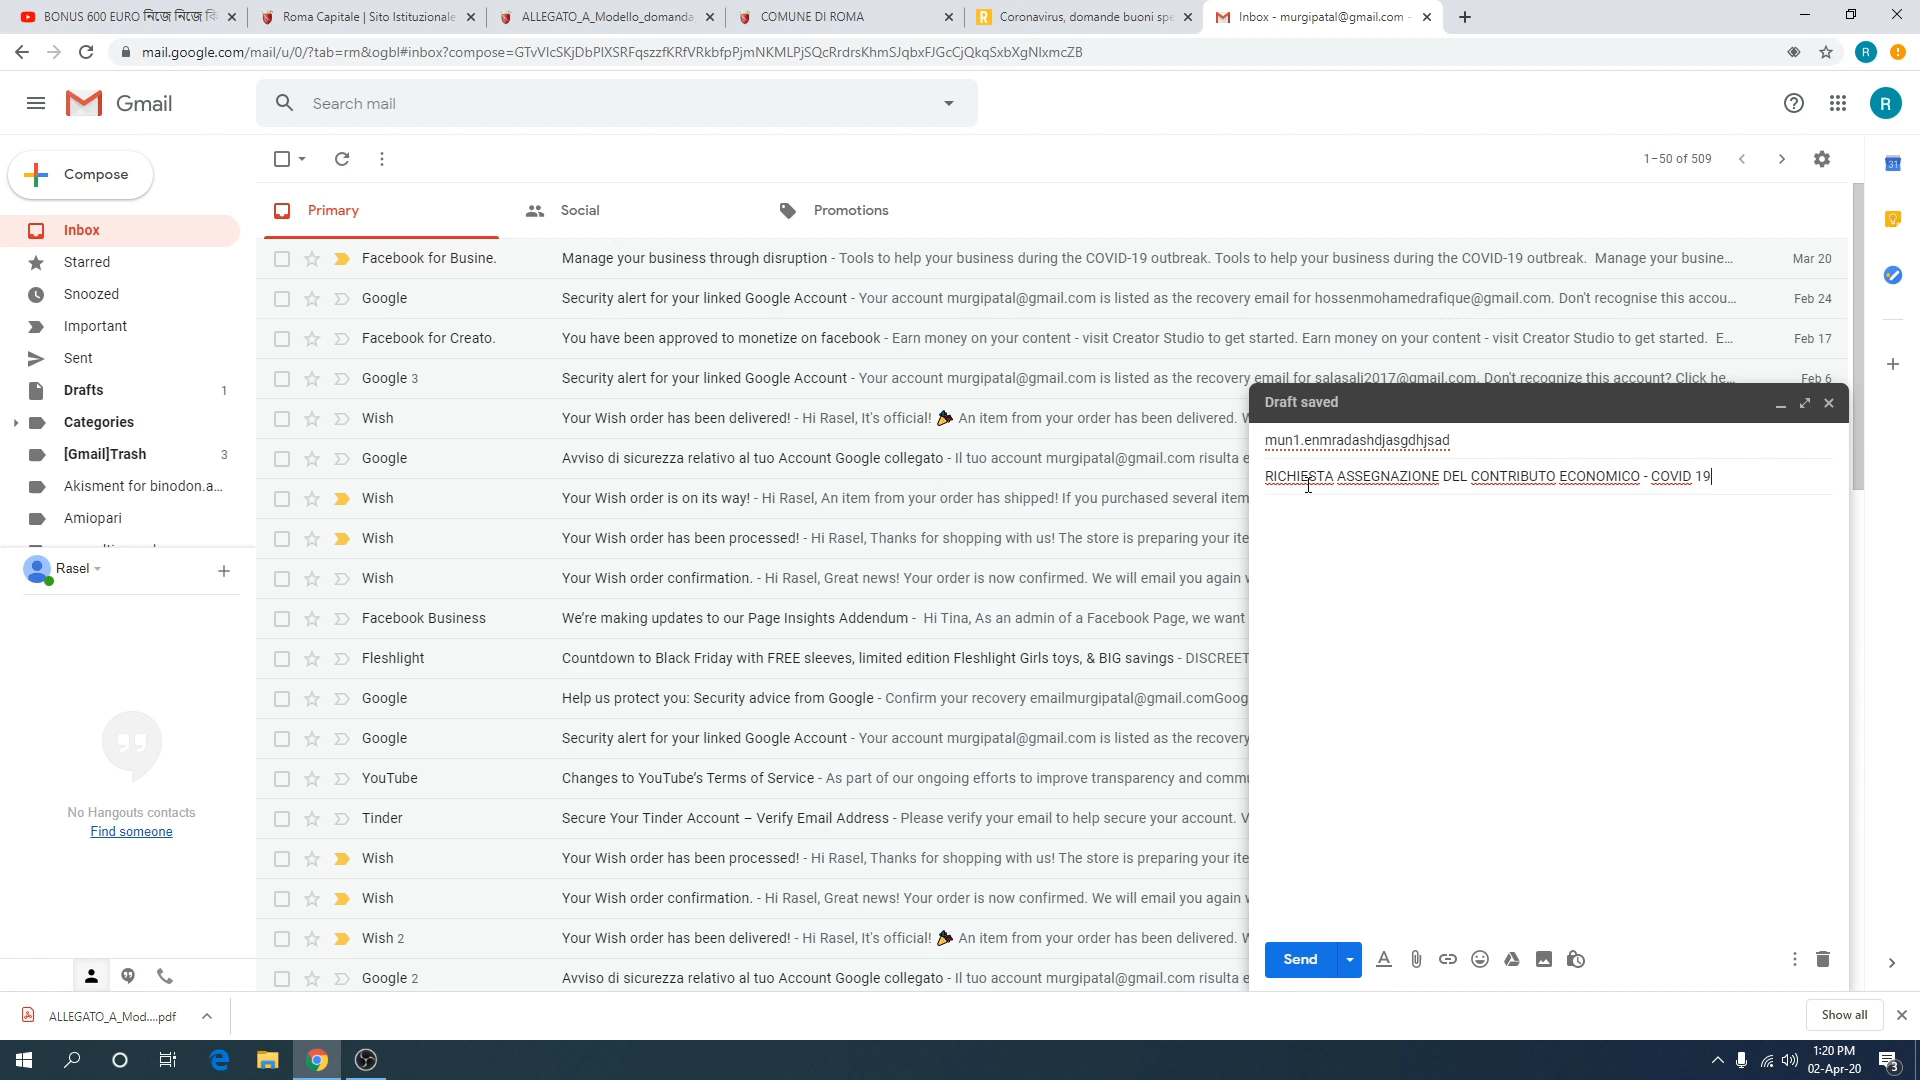 BONUS 600 EURO নিজে নিজে কি
Roma Capitale | Sito Istituzionale
ALLEGATO_A_Modello_domanda_
COMUNE DI ROMA
Coronavirus, domande buoni spe
Inbox - murgipatal@gmail.com -
mail.google.com/mail/u/0/?tab=rm&ogbl#inbox?compose=
R
Gmail
Search mail
R
Compose
1–50 of 509
31
Primary
Social
Promotions
Inbox
Starred
Snoozed
Important
Sent
Drafts 1
Categories
[Gmail]Trash 3
Akisment for binodon.a...
Amiopari
Rasel
No Hangouts contacts
Find someone
Facebook for Busine. Manage your business through disruption - Tools to help your business during the COVID-19 outbreak. Tools to help your business during the COVID-19 outbreak. Manage your busine... Mar 20
Google Security alert for your linked Google Account - Your account murgipatal@gmail.com is listed as the recovery email for hossenmohamedrafique@gmail.com. Don't recognise this accou... Feb 24
Facebook for Creato. You have been approved to monetize on facebook - Earn money on your content - visit Creator Studio to get started. Earn money on your content - visit Creator Studio to get started. E... Feb 17
Google 3 Security alert for your linked Google Account - Your account murgipatal@gmail.com is listed as the recovery email for salasali2017@gmail.com. Don't recognize this account? Click he... Feb 6
Wish Your Wish order has been delivered! - Hi Rasel, It's official! 🎉 An item from your order has been delivered.
Google Avviso di sicurezza relativo al tuo Account Google collegato - Il tuo account murgipatal@gmail.com risulta e
Wish Your Wish order is on its way! - Hi Rasel, An item from your order has shipped! If you purchased several item
Wish Your Wish order has been processed! - Hi Rasel, Thanks for shopping with us! The store is preparing your ite
Wish Your Wish order confirmation. - Hi Rasel, Great news! Your order is now confirmed. We will email you again
Facebook Business We're making updates to our Page Insights Addendum - Hi Tina, As an admin of a Facebook Page, we want
Fleshlight Countdown to Black Friday with FREE sleeves, limited edition Fleshlight Girls toys, & BIG savings - DISCREET
Google Help us protect you: Security advice from Google - Confirm your recovery emailmurgipatal@gmail.comGoog
Google Security alert for your linked Google Account - Your account murgipatal@gmail.com is listed as the recovery
YouTube Changes to YouTube's Terms of Service - As part of our ongoing efforts to improve transparency and comm
Tinder Secure Your Tinder Account – Verify Email Address - Please verify your email to help secure your account.
Wish Your Wish order has been processed! - Hi Rasel, Thanks for shopping with us! The store is preparing your ite
Wish Your Wish order confirmation. - Hi Rasel, Great news! Your order is now confirmed. We will email you again
Wish 2 Your Wish order has been delivered! - Hi Rasel, It's official! 🎉 An item from your order has been delivered.
Google 2 Avviso di sicurezza relativo al tuo Account Google collegato - Il tuo account murgipatal@gmail.com risulta e
Draft saved
mun1.enmradashdjasgdhjsad
RICHIESTA ASSEGNAZIONE DEL CONTRIBUTO ECONOMICO - COVID 19
Send
ALLEGATO_A_Mod....pdf
Show all
1:20 PM
02-Apr-20
3